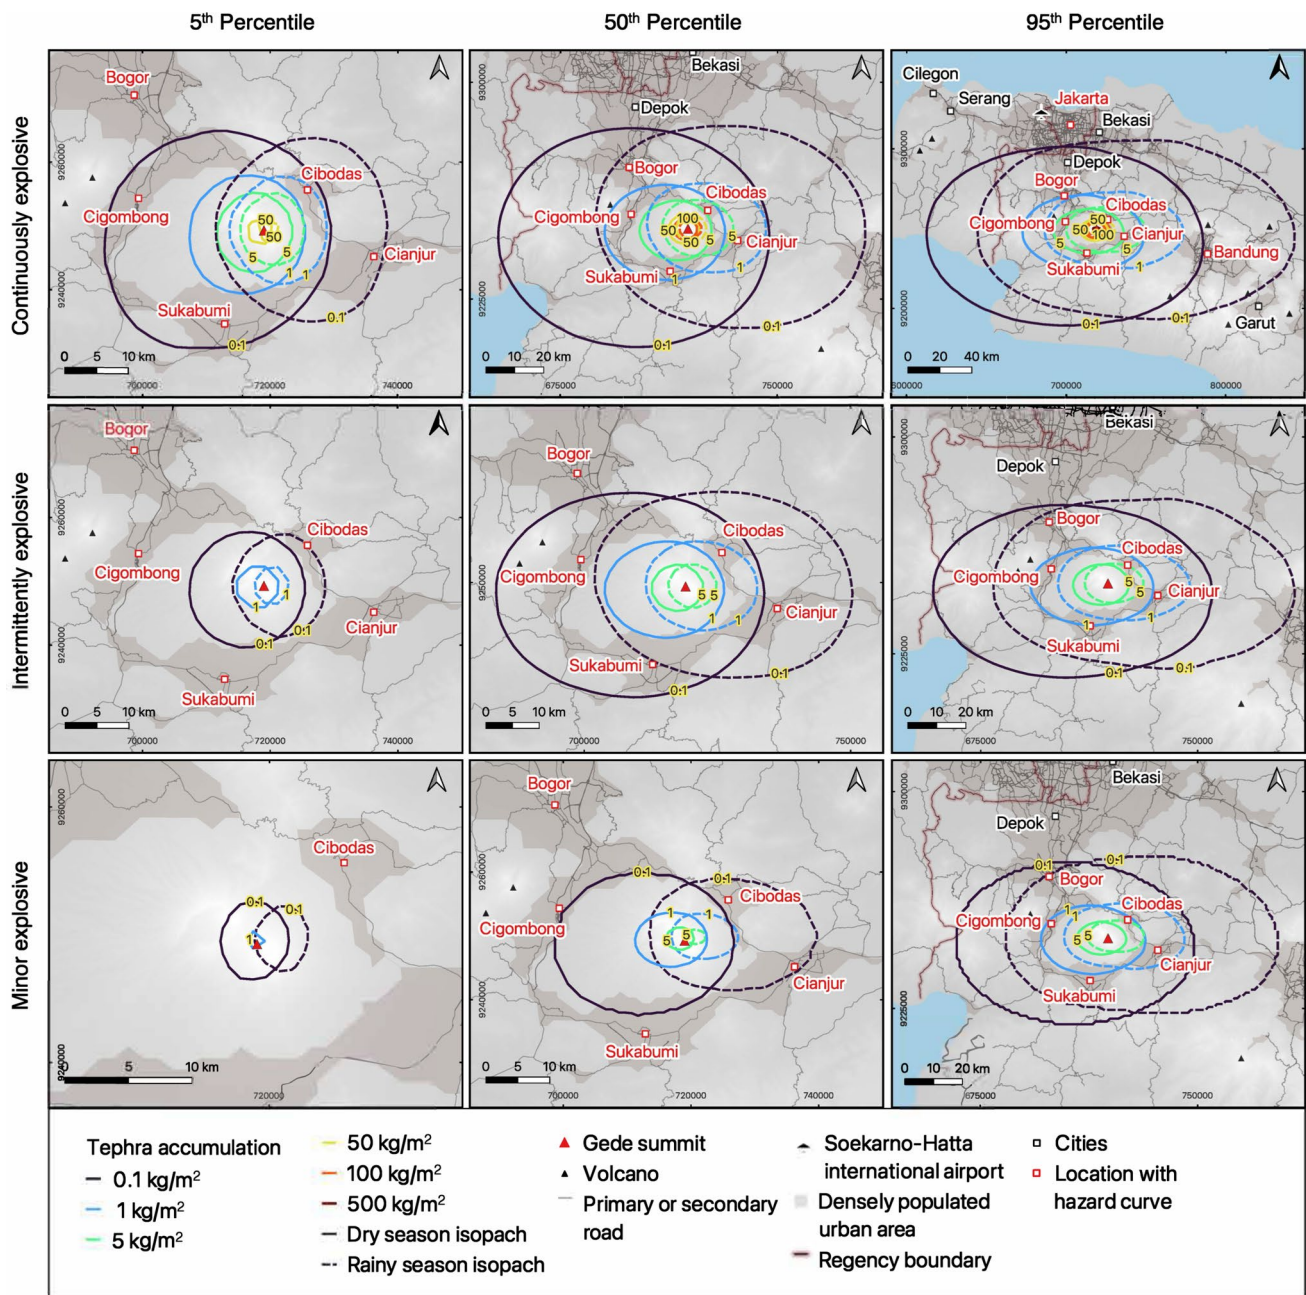 5th Percentile
50th Percentile
95th Percentile
Continuously explosive
Bogor
Cibodas
Cigombong
Cianjur
Sukabumi
50
50
5
5
1
1
0.1
0.1
0 5 10 km
9260000
9240000
700000
720000
740000
Bekasi
Depok
Bogor
Cibodas
Cigombong
Cianjur
Sukabumi
100
50
50
5
5
1
1
0.1
0.1
0 10 20 km
9300000
9225000
675000
750000
Cilegon
Serang
Jakarta
Bekasi
Depok
Bogor
Cibodas
Cigombong
Cianjur
Bandung
Sukabumi
Garut
50
50
100
5
5
1
0.1
0.1
0 20 40 km
9300000
9200000
600000
700000
800000
Intermittently explosive
Bogor
Cibodas
Cigombong
Cianjur
Sukabumi
1
1
0.1
0.1
0 5 10 km
9260000
9240000
700000
720000
740000
Bogor
Cibodas
Cigombong
Cianjur
Sukabumi
5
5
1
1
0.1
0.1
0 5 10 km
9250000
700000
750000
Bekasi
Depok
Bogor
Cibodas
Cigombong
Cianjur
Sukabumi
5
5
1
1
0.1
0.1
0 10 20 km
9300000
9225000
675000
750000
Minor explosive
Cibodas
0.1
0.1
1
0 5 10 km
9260000
9240000
720000
Bogor
Cibodas
Cigombong
Cianjur
Sukabumi
0.1
0.1
1
1
5
5
0 5 10 km
9260000
9240000
700000
720000
740000
Bekasi
Depok
Bogor
Cibodas
Cigombong
Cianjur
Sukabumi
0.1
0.1
1
1
5
5
0 10 20 km
9300000
9225000
675000
750000
Tephra accumulation
0.1 kg/m²
1 kg/m²
5 kg/m²
50 kg/m²
100 kg/m²
500 kg/m²
Dry season isopach
Rainy season isopach
Gede summit
Volcano
Primary or secondary
road
Soekarno-Hatta
international airport
Densely populated
urban area
Regency boundary
Cities
Location with
hazard curve